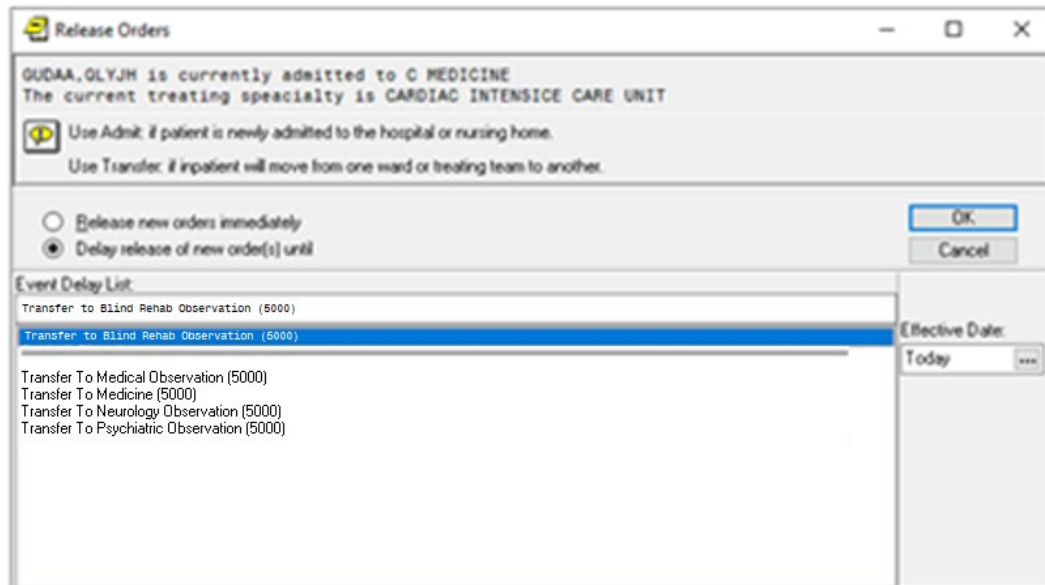 Release Orders
GUDAA,GLYJH is currently admitted to C MEDICINE
The current treating speacialty is CARDIAC INTENSICE CARE UNIT
Use Admit: if patient is newly admitted to the hospital or nursing home.
Use Transfer: if inpatient will move from one ward or treating team to another.
Release new orders immediately
OK
Delay release of new order(s) until
Cancel
Event Delay List:
Transfer to Blind Rehab Observation (5000)
Transfer to Blind Rehab Observation (5000)
Effective Date:
Today ...
Transfer To Medical Observation (5000)
Transfer To Medicine (5000)
Transfer To Neurology Observation (5000)
Transfer To Psychiatric Observation (5000)